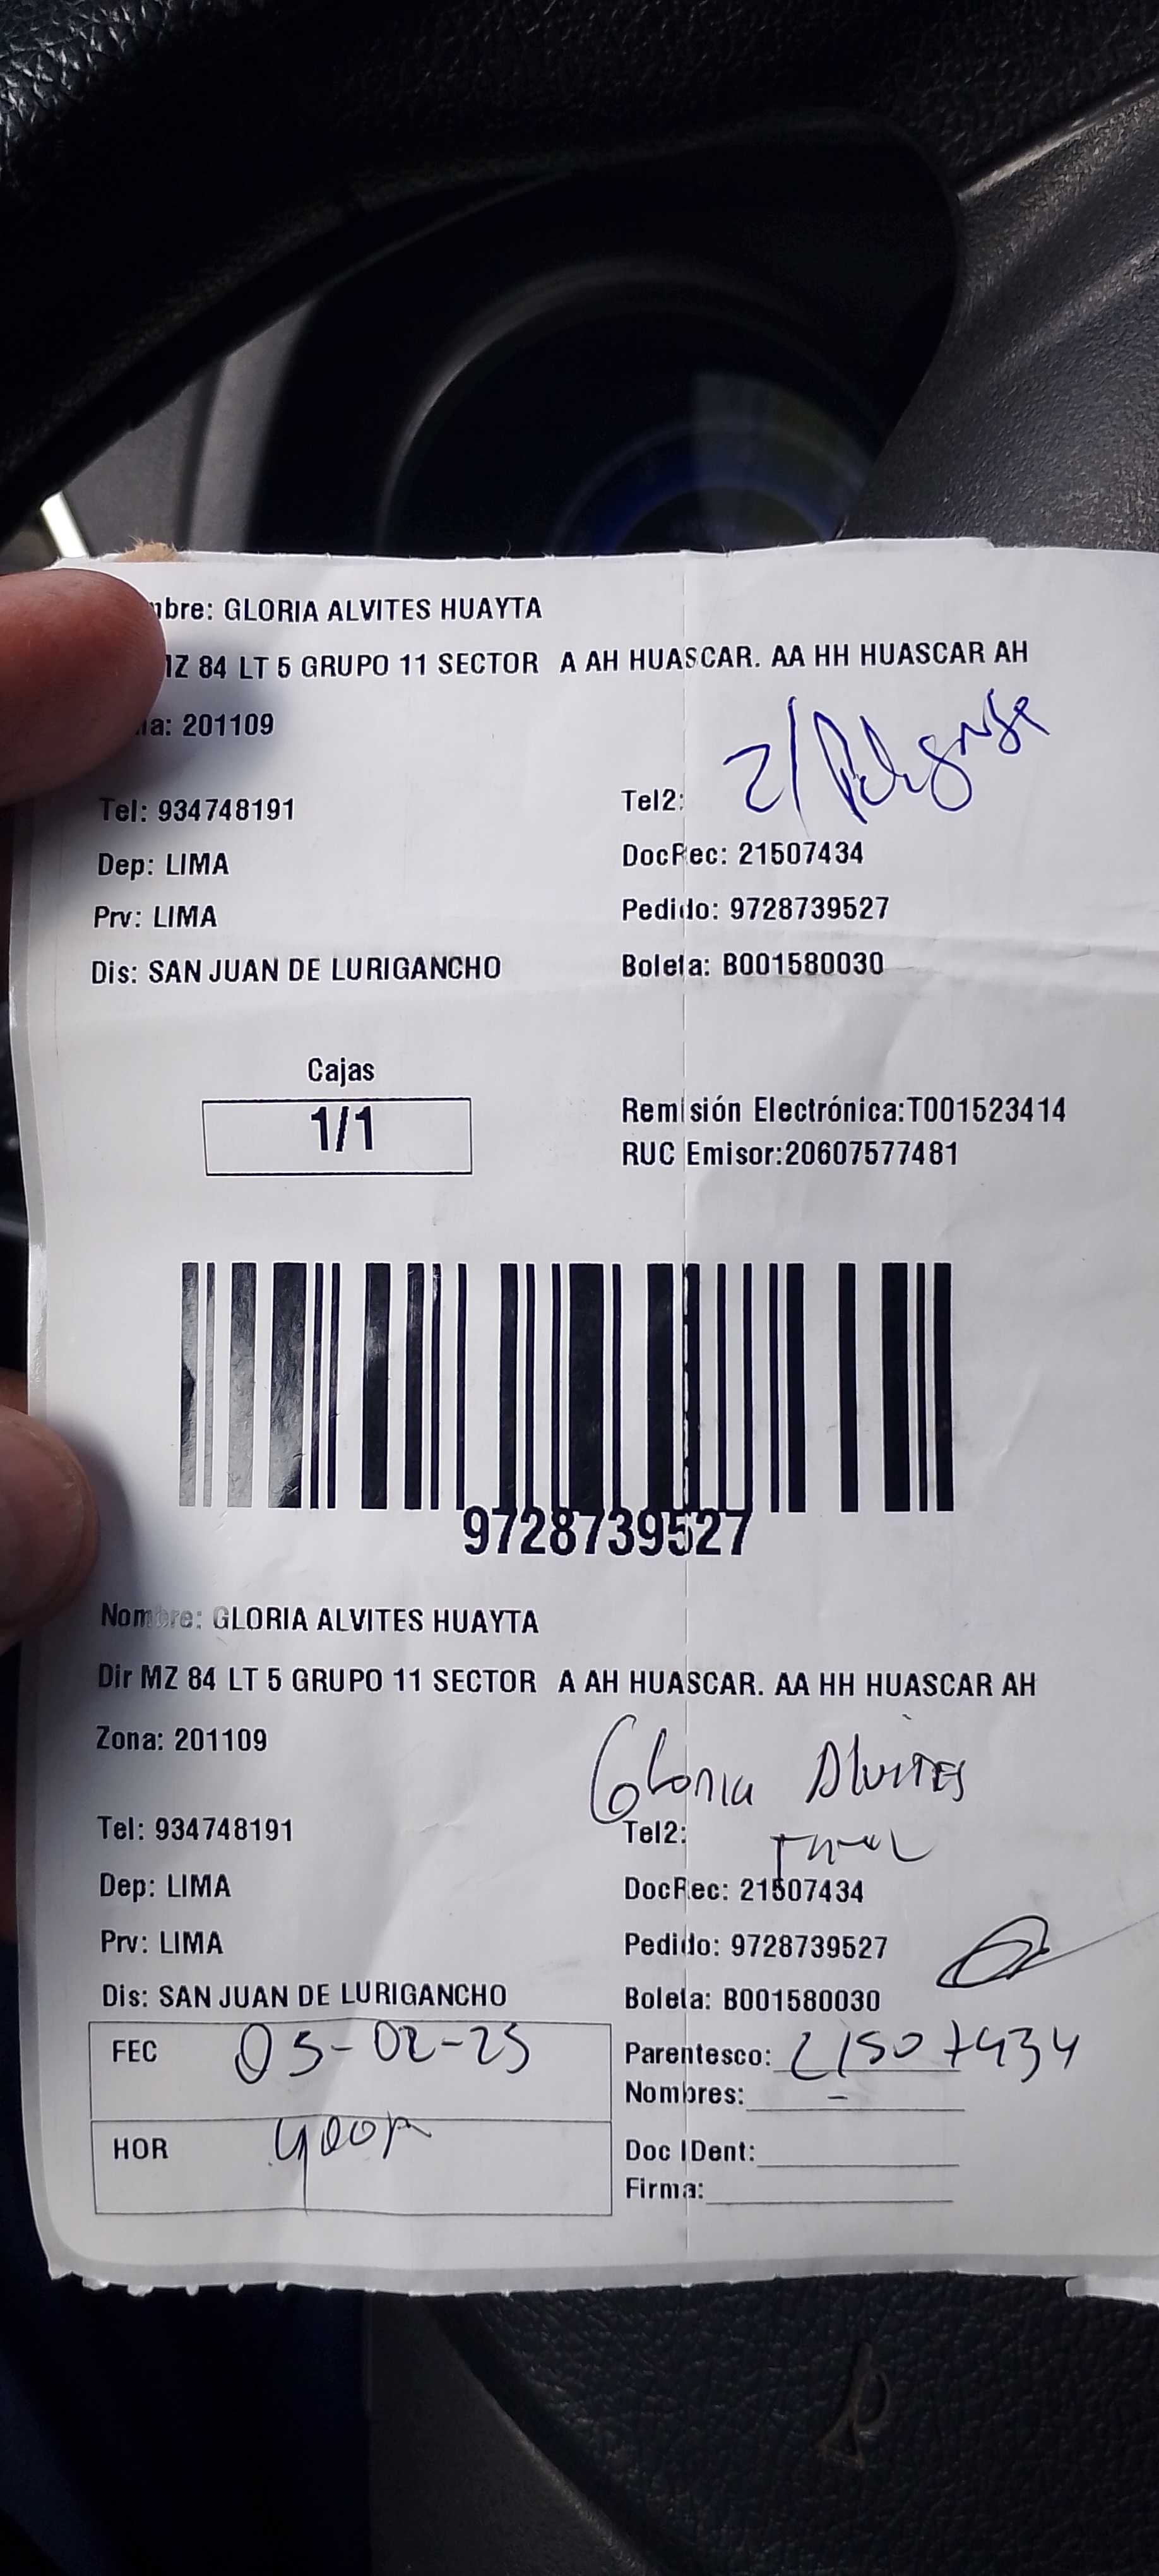 mbre: GLORIA ALVITES HUAYTA
MZ 84 LT 5 GRUPO 11 SECTOR A AH HUASCAR. AA HH HUASCAR AH
a: 201109
Tel: 934748191
Tel2:
Dep: LIMA
DocRec: 21507434
Prv: LIMA
Pedido: 9728739527
Dis: SAN JUAN DE LURIGANCHO
Boleta: B001580030
Cajas
1/1
Remisión Electrónica:T001523414
RUC Emisor:20607577481
9728739527
Nombre: GLORIA ALVITES HUAYTA
Dir MZ 84 LT 5 GRUPO 11 SECTOR A AH HUASCAR. AA HH HUASCAR AH
Zona: 201109
Gloria Alvites
Tel: 934748191
Tel2:
Dep: LIMA
DocRec: 21507434
Prv: LIMA
Pedido: 9728739527
Dis: SAN JUAN DE LURIGANCHO
Boleta: B001580030
FEC 05-02-25
Parentesco: 21507434
Nombres: -
HOR
Doc IDent:
Firma: